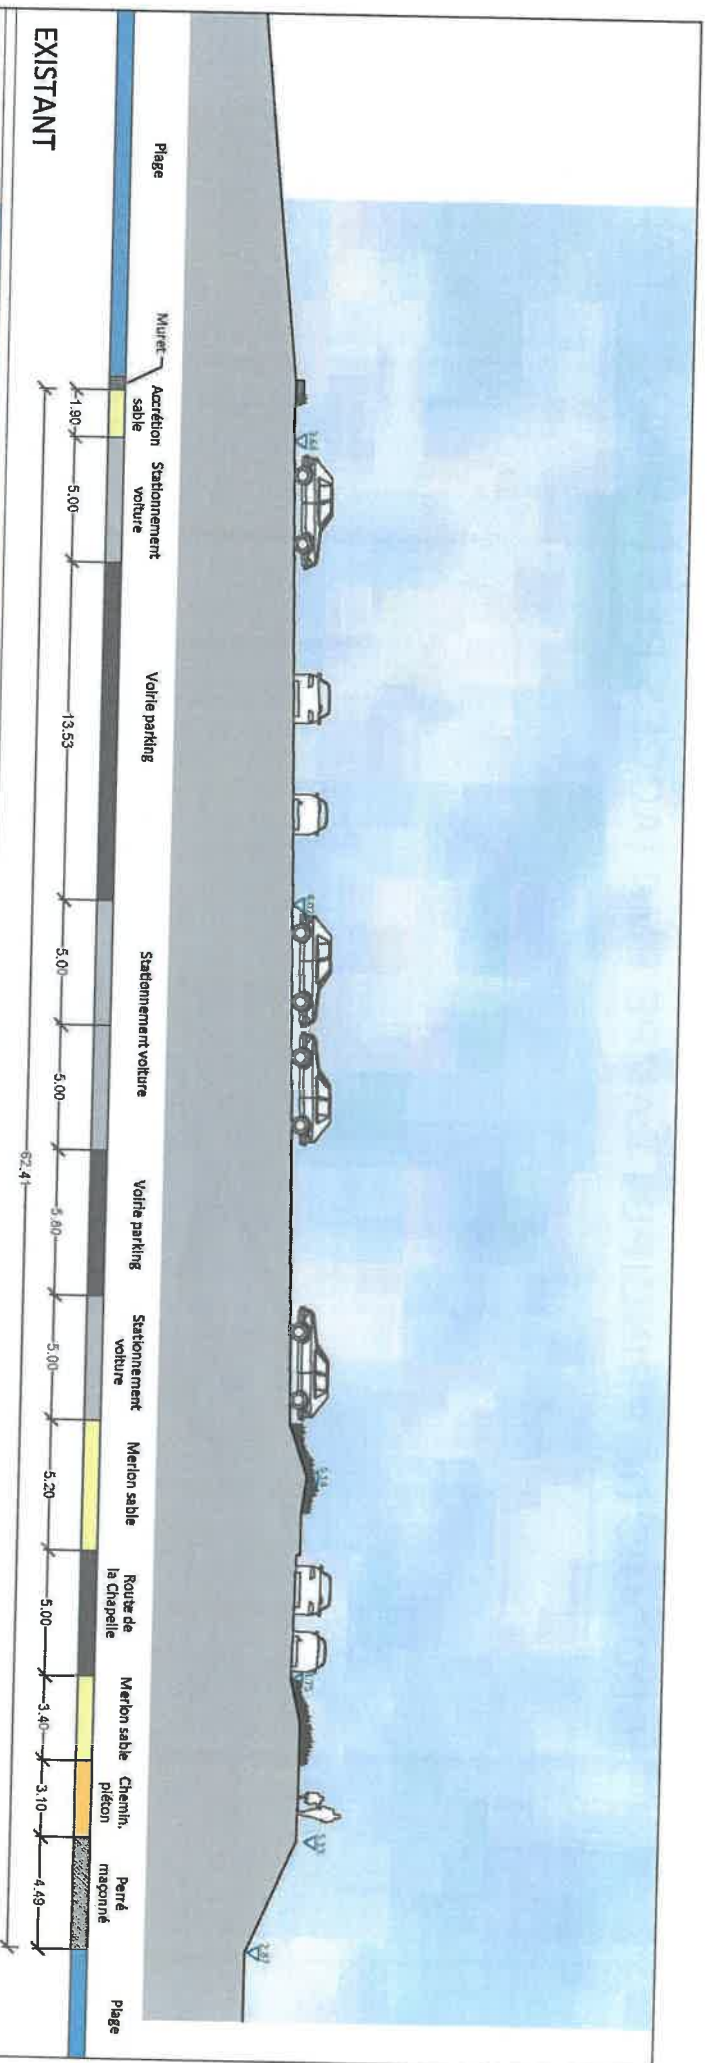 EXISTANT
Plage
Muret
Accrétion
sable
Stationnement
voiture
Voirie parking
Stationnement voiture
Voirie parking
Stationnement
voiture
Merlon sable
Route de
la Chapelle
Merlon sable
Chemin.
piéton
Perré
maçonné
Plage
1.90
5.00
13.53
5.00
5.00
5.80
5.00
5.20
5.00
3.40
3.10
4.49
62.41